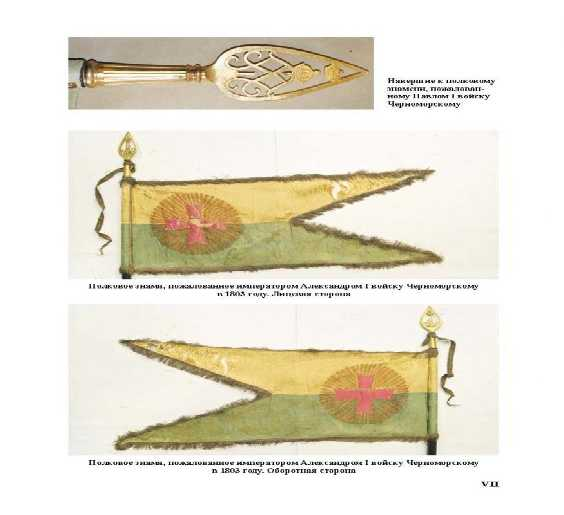 Навершие к полковому
знамени, пожалован-
ному Павлом I войску
Черноморскому
Полковое знамя, пожалованное императором Александром I войску Черноморскому
в 1803 году. Лицевая сторона
Полковое знамя, пожалованное императором Александром I войску Черноморскому
в 1803 году. Оборотная сторона
VII